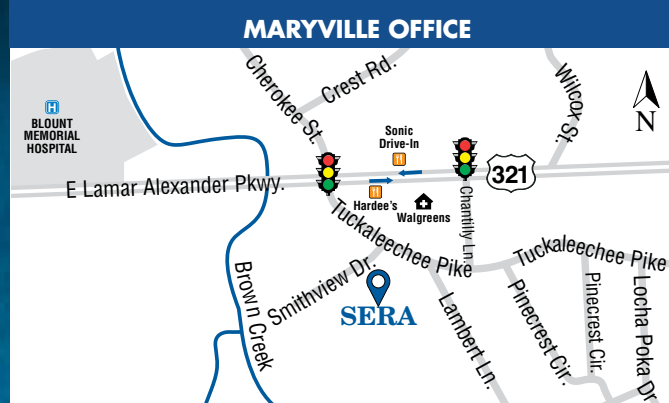 MARYVILLE OFFICE
Cherokee St.
Crest Rd.
Wilcox St.
H
BLOUNT
MEMORIAL
HOSPITAL
Sonic
Drive-In
N
E Lamar Alexander Pkwy.
321
Hardee's
Walgreens
Chantilly Ln.
Tuckaleechee Pike
Tuckaleechee Pike
Smithview Dr.
Brown Creek
SERA
Lambert Ln.
Pinecrest Cir.
Pinecrest Cir.
Locha Poka Dr